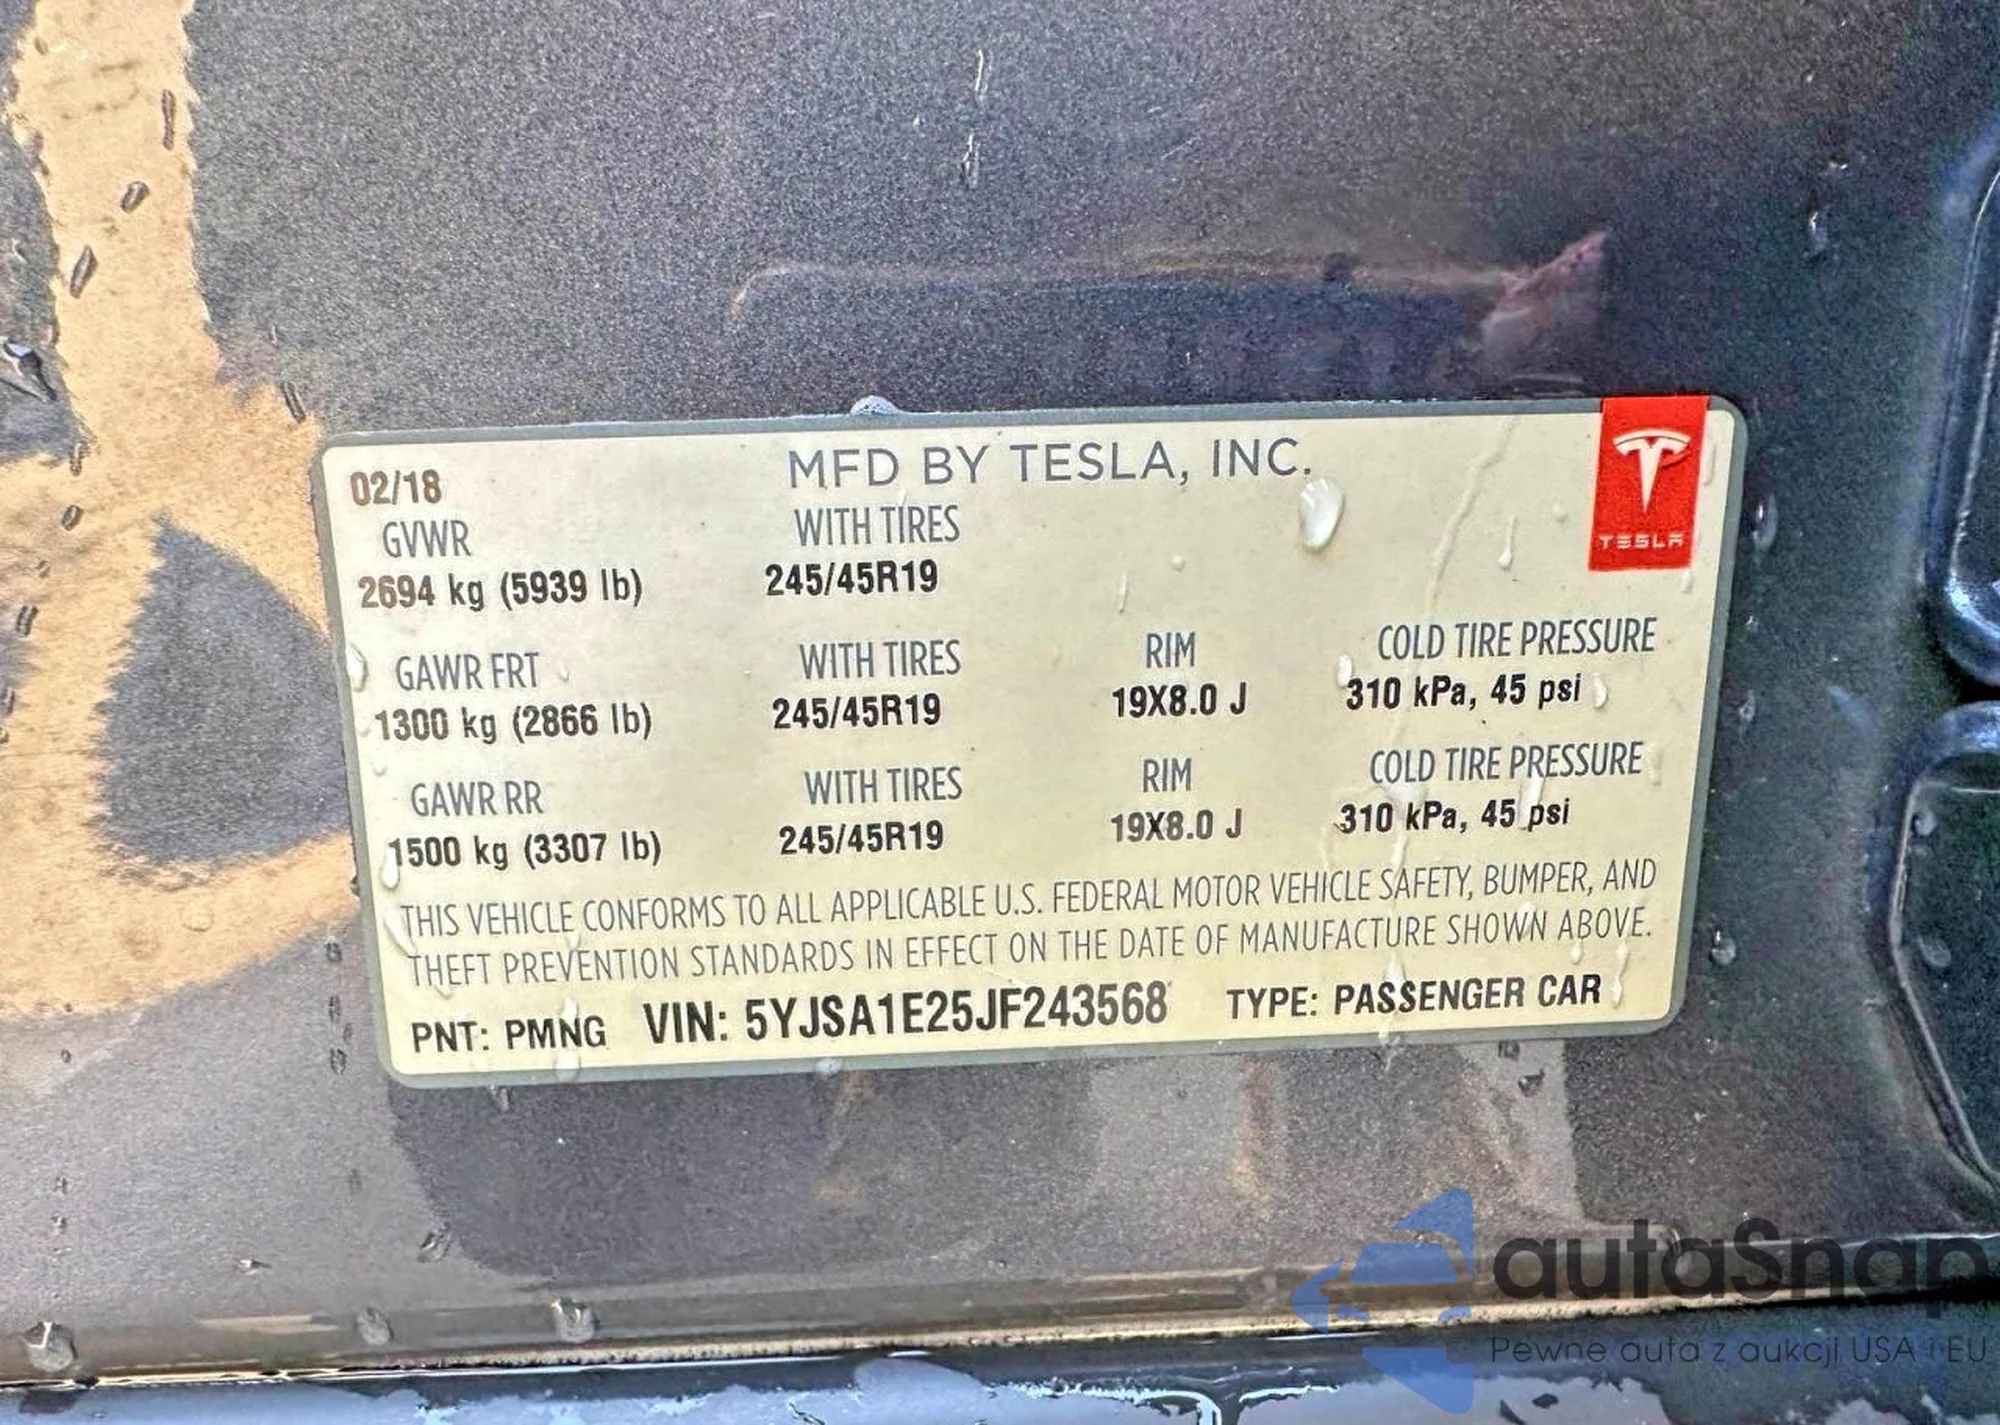 02/18
MFD BY TESLA, INC.
TESLA
GVWR WITH TIRES
2694 kg (5939 lb) 245/45R19
GAWR FRT WITH TIRES RIM COLD TIRE PRESSURE
1300 kg (2866 lb) 245/45R19 19X8.0 J 310 kPa, 45 psi
GAWR RR WITH TIRES RIM COLD TIRE PRESSURE
1500 kg (3307 lb) 245/45R19 19X8.0 J 310 kPa, 45 psi
THIS VEHICLE CONFORMS TO ALL APPLICABLE U.S. FEDERAL MOTOR VEHICLE SAFETY, BUMPER, AND
THEFT PREVENTION STANDARDS IN EFFECT ON THE DATE OF MANUFACTURE SHOWN ABOVE.
PNT: PMNG VIN: 5YJSA1E25JF243568 TYPE: PASSENGER CAR
autaSnap
Pewne auta z aukcji USA i EU